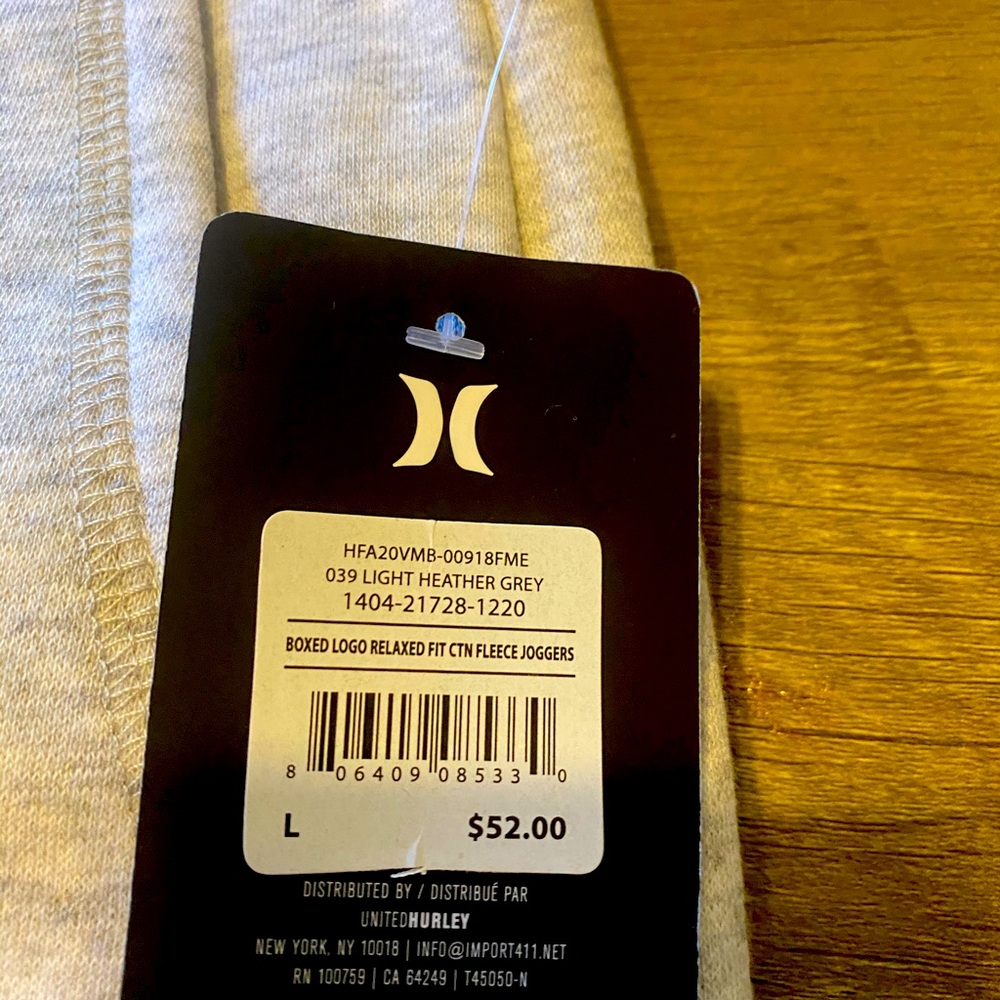 HFA20VMB-00918FME
039 LIGHT HEATHER GREY
1404-21728-1220
BOXED LOGO RELAXED FIT CTN FLEECE JOGGERS
8 06409 08533 0
L $52.00
DISTRIBUTED BY / DISTRIBUÉ PAR
UNITEDHURLEY
NEW YORK, NY 10018 | INFO@IMPORT411.NET
RN 100759 | CA 64249 | T45050-N